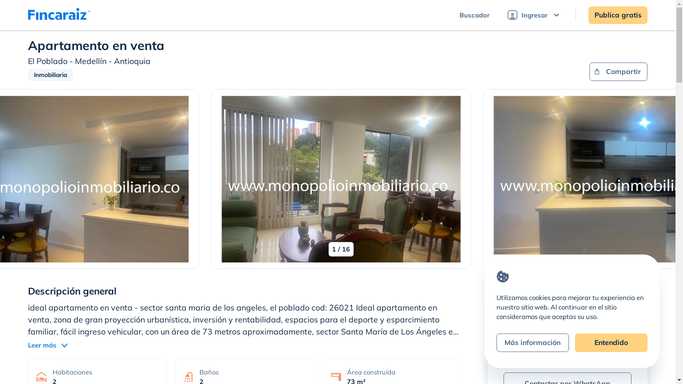 Fincaraiz
Buscador
Ingresar
Publica gratis
Apartamento en venta
El Poblado - Medellín - Antioquia
Inmobiliaria
Compartir
www.monopolioinmobiliario.co
www.monopolioinmobiliario.co
www.monopolioinmobiliario.co
1 / 16
Descripción general
ideal apartamento en venta - sector santa maria de los angeles, el poblado cod: 26021 Ideal apartamento en
venta, zona de gran proyección urbanística, inversión y rentabilidad, espacios para el deporte y esparcimiento
familiar, fácil ingreso vehicular, con un área de 73 metros aproximadamente, sector Santa María de Los Ángeles e...
Leer más
Habitaciones
2
Baños
2
Área construida
73 m²
Utilizamos cookies para mejorar tu experiencia en
nuestro sitio web. Al continuar en el sitio
consideramos que aceptas su uso.
Más información
Entendido
Contactar por WhatsApp